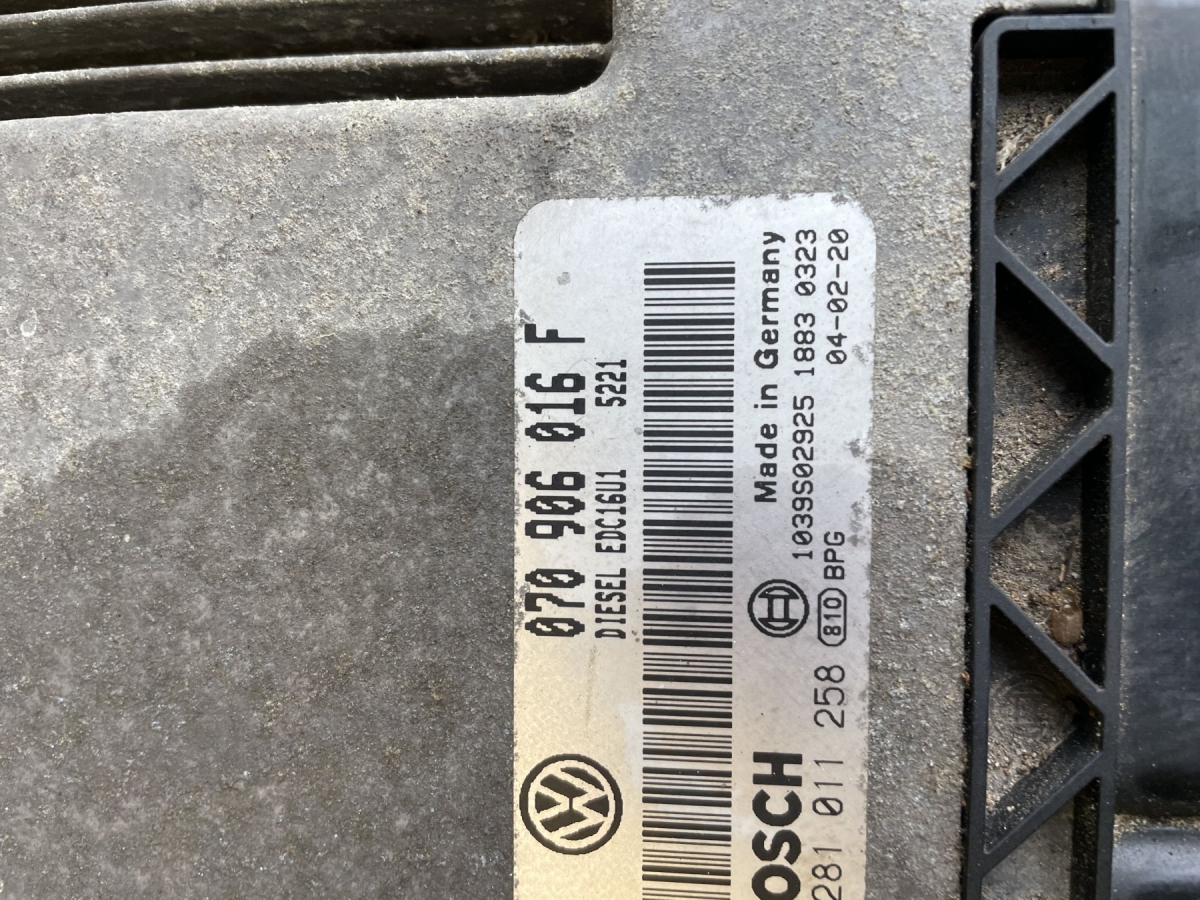 070 906 016 F
DIESEL EDC16U1 5221
Made in Germany
OSCH
1039S02925 1883 0323
281 011 258
810
BPG
04-02-20